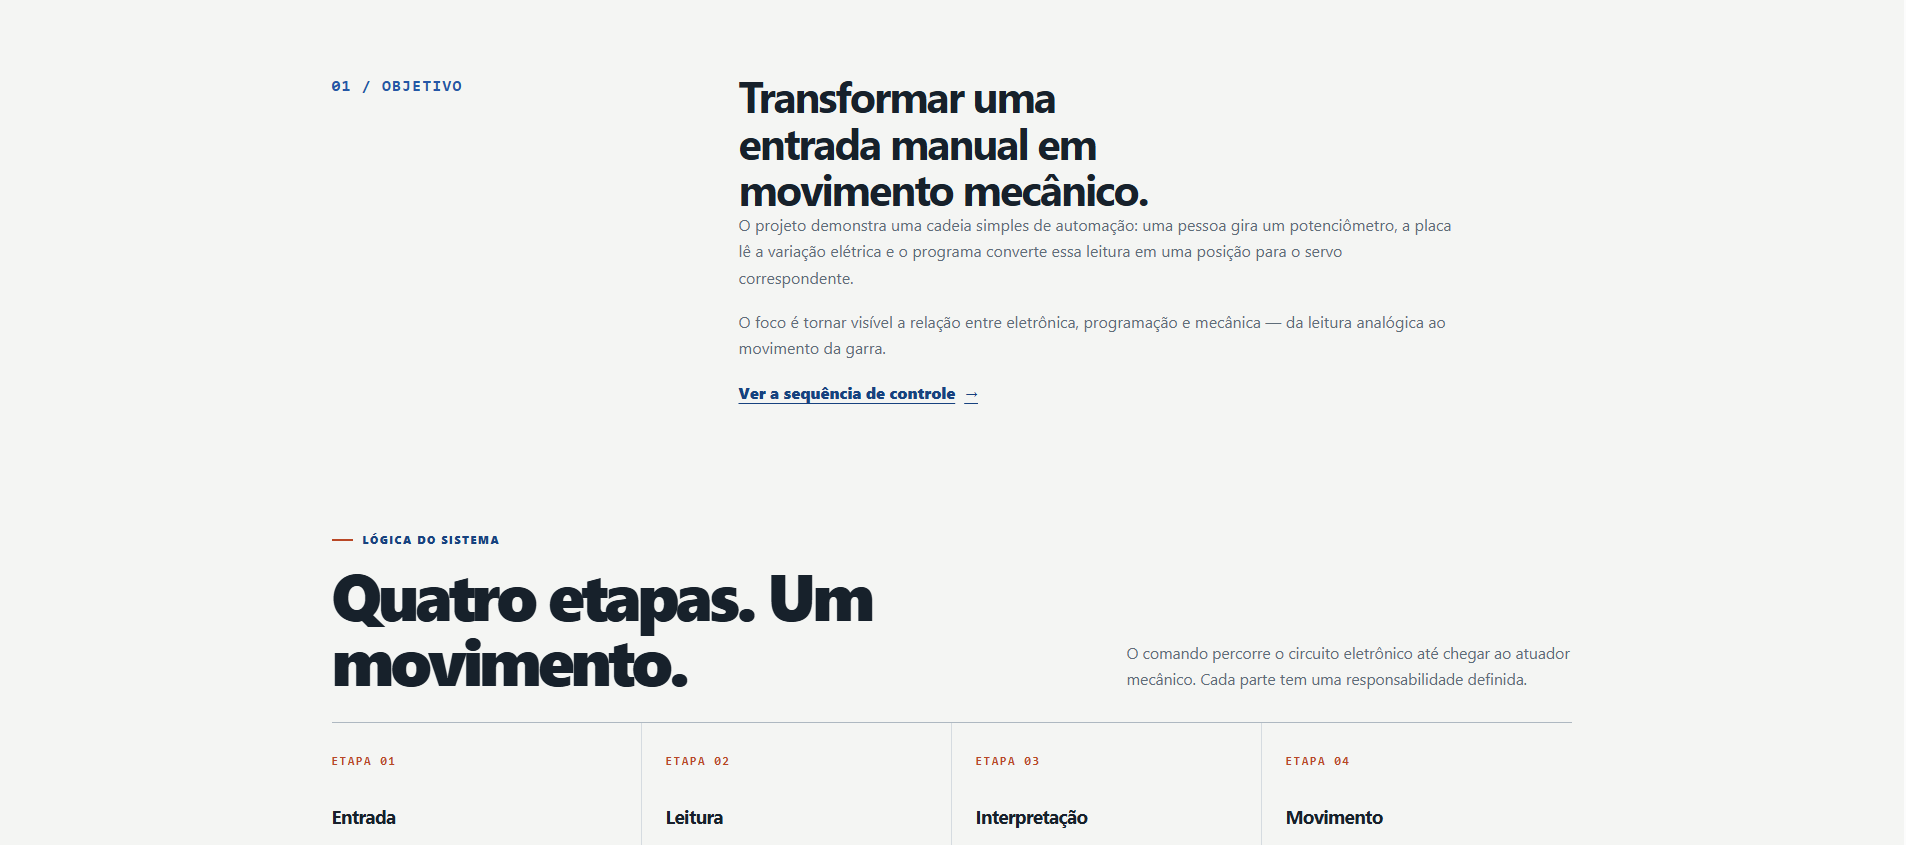 01 / OBJETIVO
Transformar uma
entrada manual em
movimento mecânico.
O projeto demonstra uma cadeia simples de automação: uma pessoa gira um potenciômetro, a placa
lê a variação elétrica e o programa converte essa leitura em uma posição para o servo
correspondente.
O foco é tornar visível a relação entre eletrônica, programação e mecânica — da leitura analógica ao
movimento da garra.
Ver a sequência de controle →
LÓGICA DO SISTEMA
Quatro etapas. Um
movimento.
O comando percorre o circuito eletrônico até chegar ao atuador
mecânico. Cada parte tem uma responsabilidade definida.
ETAPA 01
Entrada
ETAPA 02
Leitura
ETAPA 03
Interpretação
ETAPA 04
Movimento